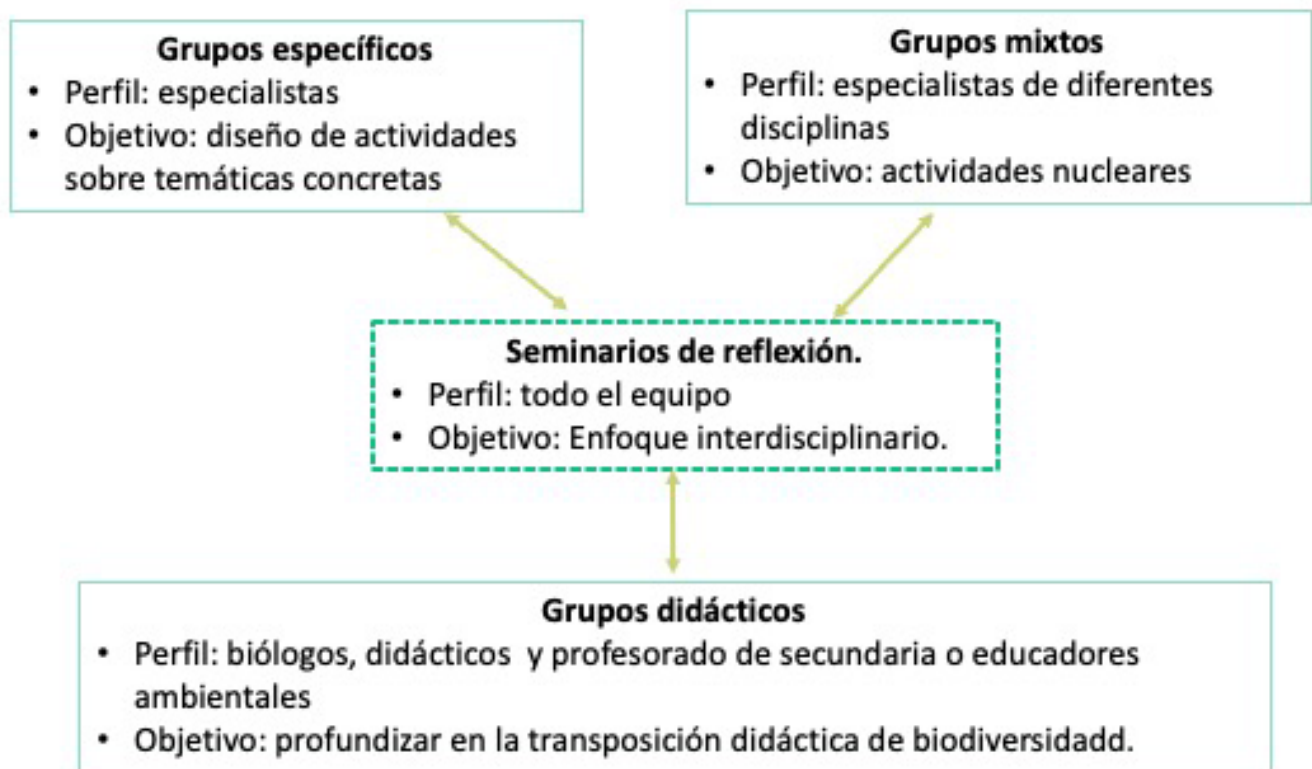 Grupos específicos
• Perfil: especialistas
• Objetivo: diseño de actividades
sobre temáticas concretas
Grupos mixtos
• Perfil: especialistas de diferentes
disciplinas
• Objetivo: actividades nucleares
Seminarios de reflexión.
• Perfil: todo el equipo
• Objetivo: Enfoque interdisciplinario.
Grupos didácticos
• Perfil: biólogos, didácticos y profesorado de secundaria o educadores
ambientales
• Objetivo: profundizar en la transposición didáctica de biodiversidadd.